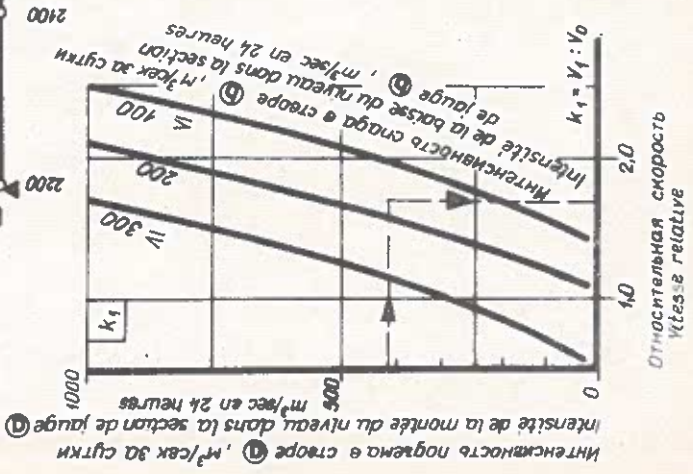 Интенсивность подъема в створе ⓐ, м³/сек за сутки
Intensité de la montée du niveau dans la section de jauge ⓐ
m³/sec en 24 heures
0
500
1000
k₁
1,0
2,0
k₁ = V₁ : V₀
Относительная скорость
Vitesse relative
IV
300
200
VI
100
Интенсивность спада в створе ⓑ, м³/сек за сутки
Intensité de la baisse du niveau dans la section
de jauge ⓑ, m³/sec en 24 heures
2200
2100